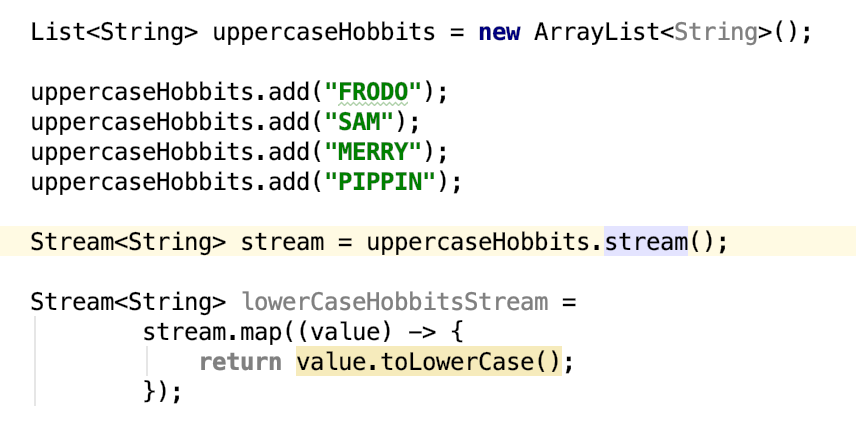 List<String> uppercaseHobbits = new ArrayList<String>();
uppercaseHobbits.add("FRODO");
uppercaseHobbits.add("SAM");
uppercaseHobbits.add("MERRY");
uppercaseHobbits.add("PIPPIN");
Stream<String> stream = uppercaseHobbits.stream();
Stream<String> lowerCaseHobbitsStream =
stream.map((value) -> {
return value.toLowerCase();
});